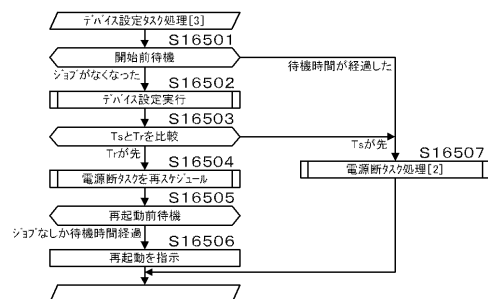 デバイス設定タスク処理[3]
S16501
開始前待機
ジョブがなくなった
待機時間が経過した
S16502
デバイス設定実行
S16503
TsとTrを比較
Trが先
Tsが先
S16504
電源断タスクを再スケジュール
S16507
電源断タスク処理[2]
S16505
再起動前待機
ジョブなしか待機時間経過
S16506
再起動を指示